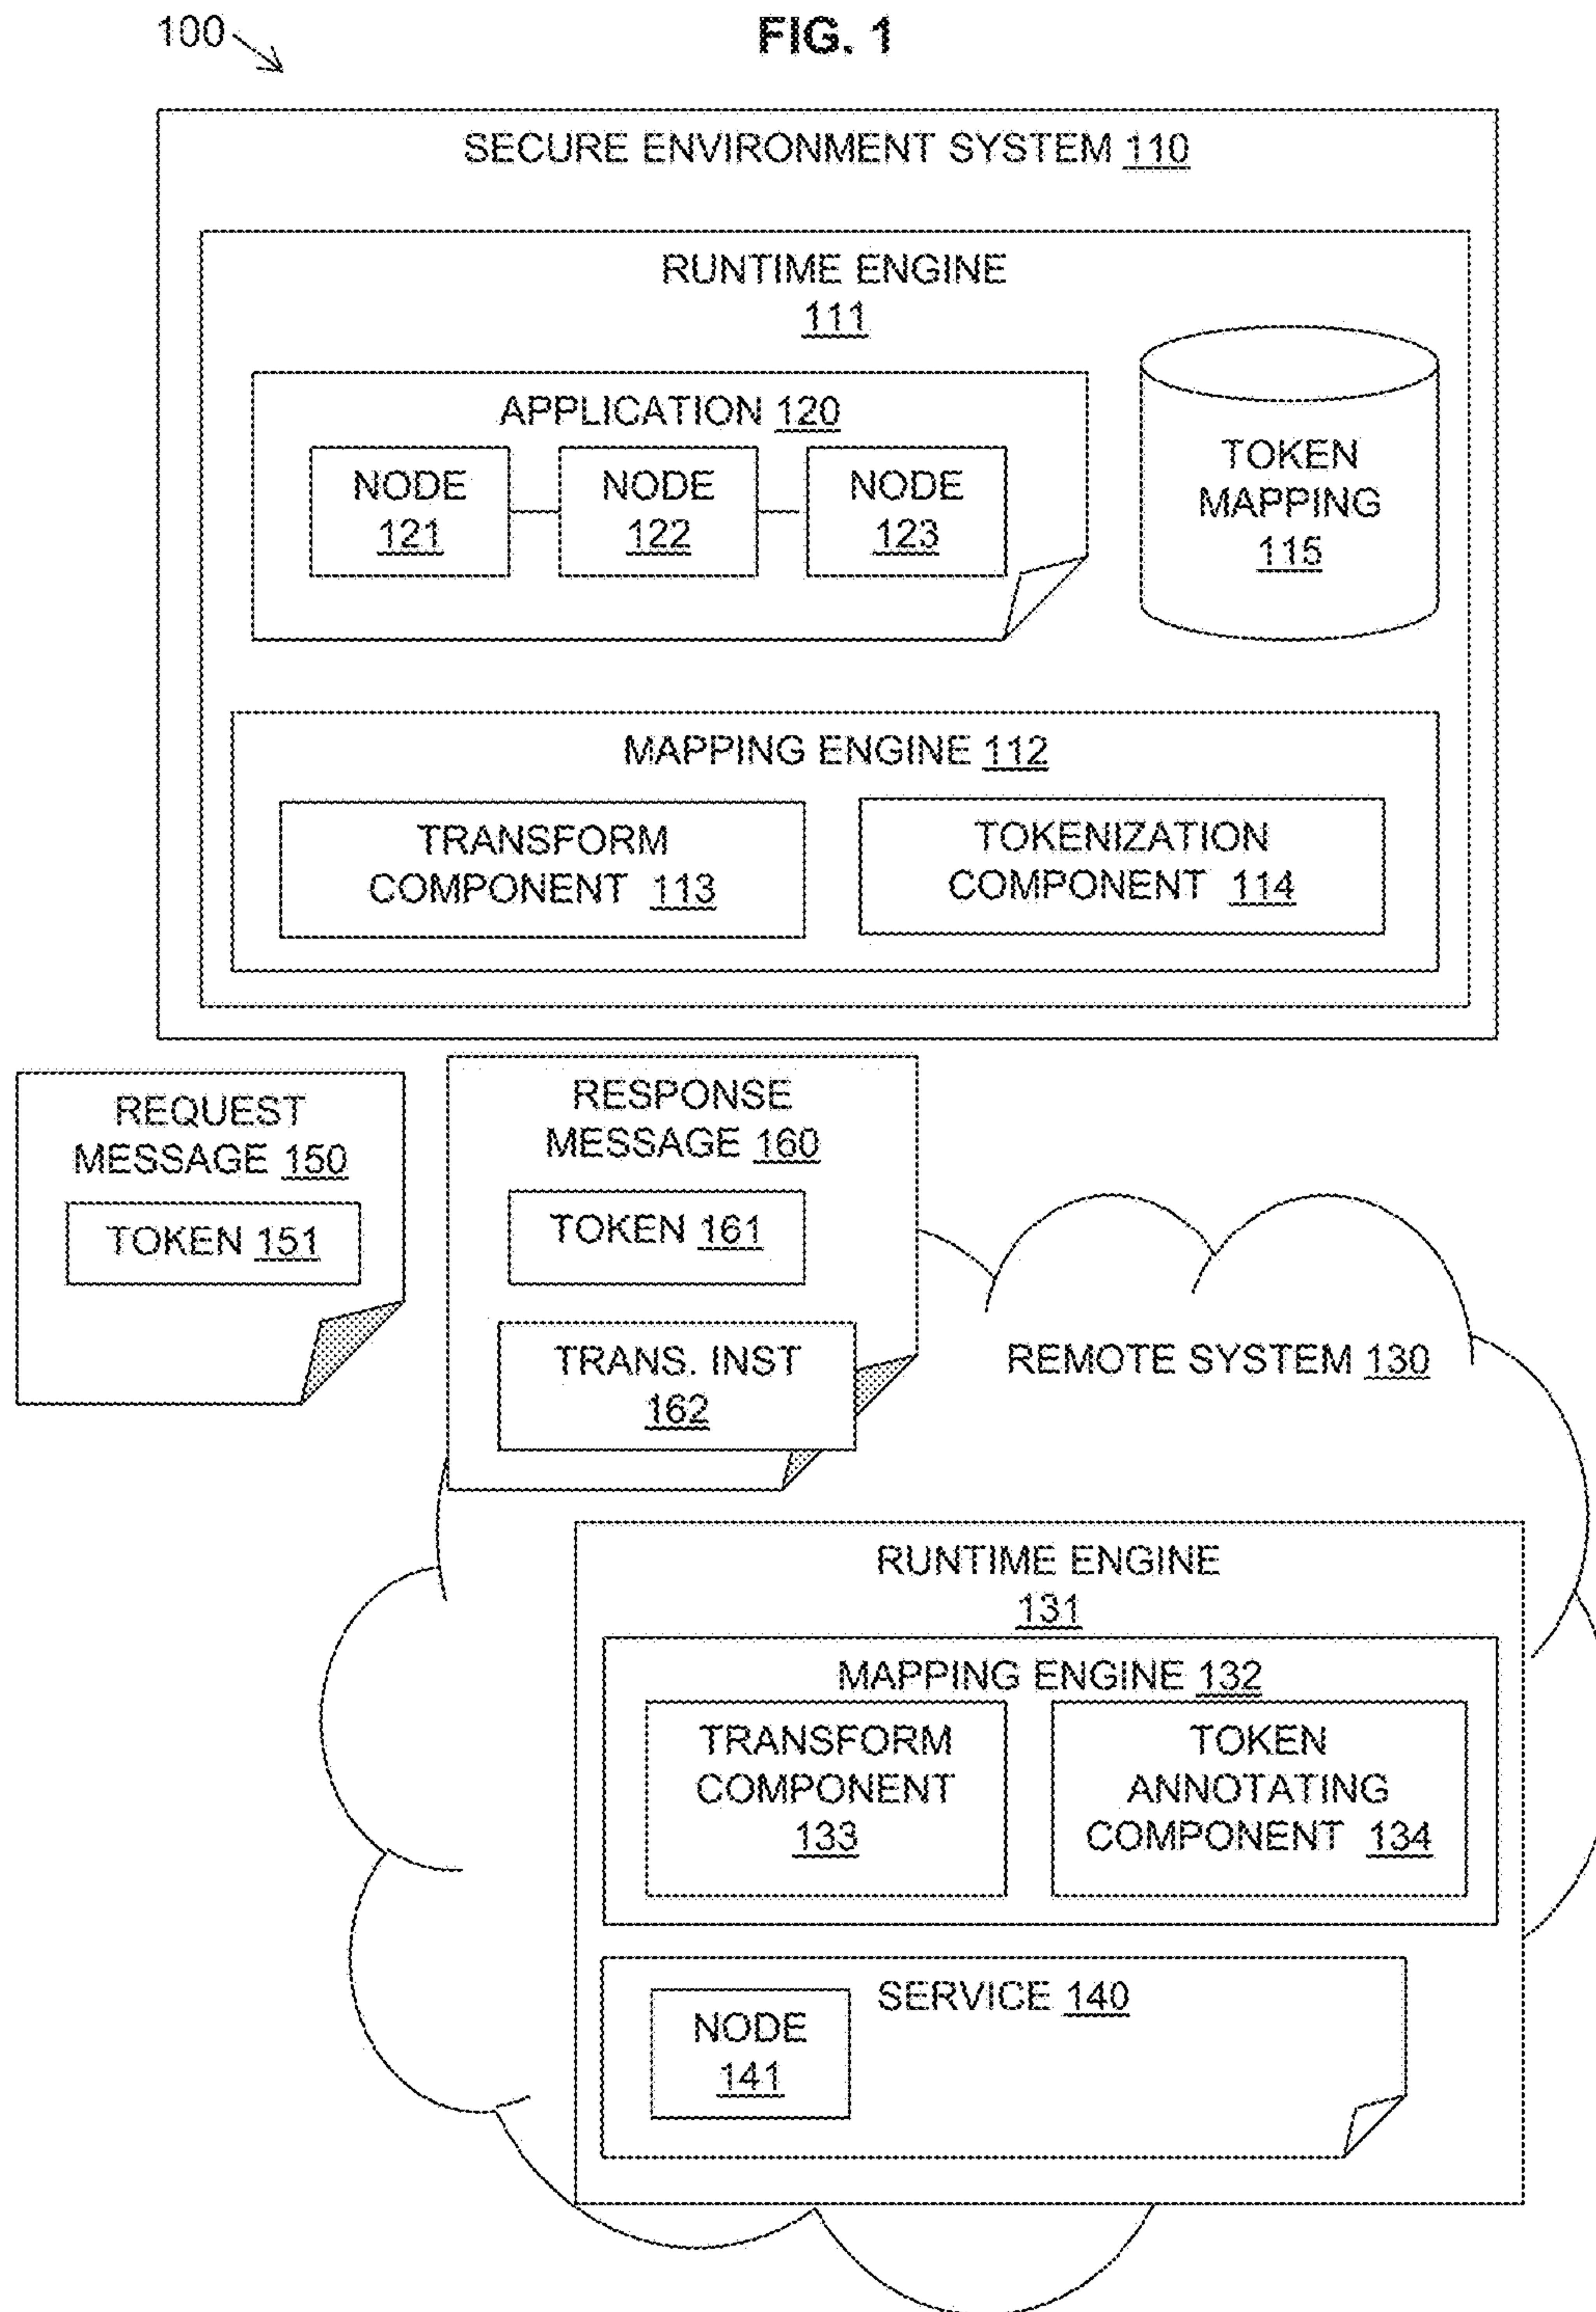 100
FIG. 1
SECURE ENVIRONMENT SYSTEM 110
RUNTIME ENGINE
111
APPLICATION 120
NODE
121
NODE
122
NODE
123
TOKEN
MAPPING
115
MAPPING ENGINE 112
TRANSFORM
COMPONENT 113
TOKENIZATION
COMPONENT 114
REQUEST
MESSAGE 150
TOKEN 151
RESPONSE
MESSAGE 160
TOKEN 161
TRANS. INST
162
REMOTE SYSTEM 130
RUNTIME ENGINE
131
MAPPING ENGINE 132
TRANSFORM
COMPONENT
133
TOKEN
ANNOTATING
COMPONENT 134
SERVICE 140
NODE
141